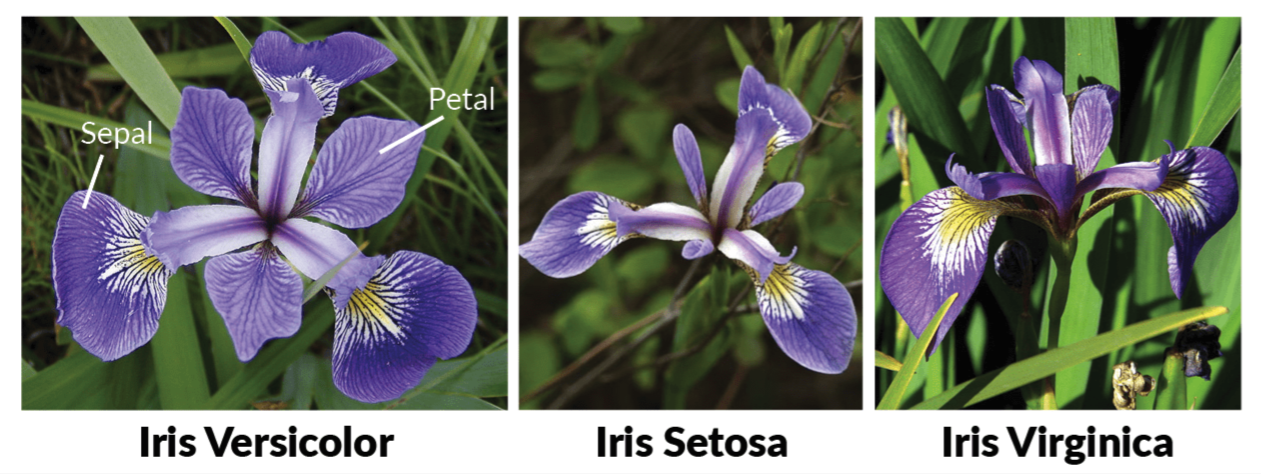 Sepal
Petal
Iris Versicolor
Iris Setosa
Iris Virginica